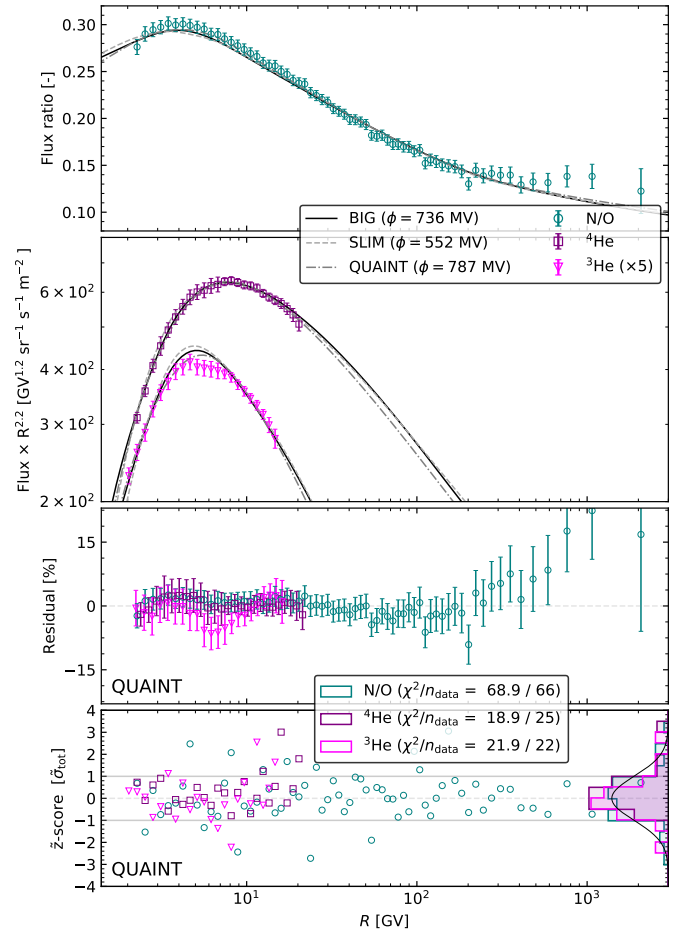 0.30
0.25
0.20
0.15
0.10
Flux ratio [-]
BIG (ϕ = 736 MV)
SLIM (ϕ = 552 MV)
QUAINT (ϕ = 787 MV)
N/O
⁴He
³He (×5)
6 × 10²
4 × 10²
3 × 10²
2 × 10²
Flux × R²·² [GV¹·² sr⁻¹ s⁻¹ m⁻²]
15
0
−15
Residual [%]
QUAINT
N/O (χ²/n_data = 68.9 / 66)
⁴He (χ²/n_data = 18.9 / 25)
³He (χ²/n_data = 21.9 / 22)
4
3
2
1
0
−1
−2
−3
−4
z̃-score [σ̃_tot]
QUAINT
10¹
10²
10³
R [GV]